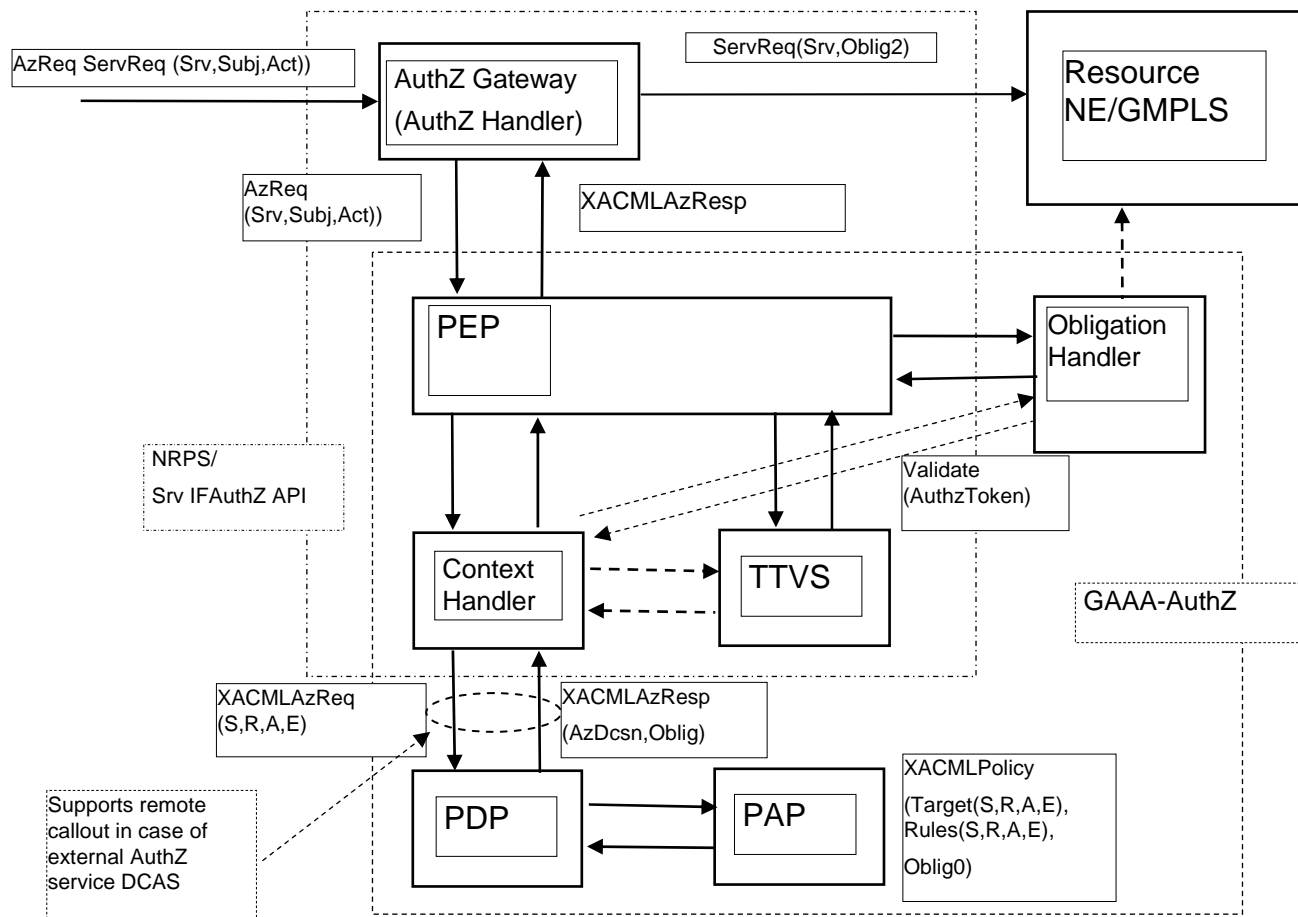 AzReq ServReq (Srv,Subj,Act))
ServReq(Srv,Oblig2)
AuthZ Gateway
(AuthZ Handler)
Resource
NE/GMPLS
AzReq
(Srv,Subj,Act))
XACMLAzResp
PEP
Obligation
Handler
NRPS/
Srv IFAuthZ API
Validate
(AuthzToken)
Context
Handler
TTVS
GAAA-AuthZ
XACMLAzReq
(S,R,A,E)
XACMLAzResp
(AzDcsn,Oblig)
PDP
PAP
XACMLPolicy
(Target(S,R,A,E),
Rules(S,R,A,E),
Oblig0)
Supports remote
callout in case of
external AuthZ
service DCAS